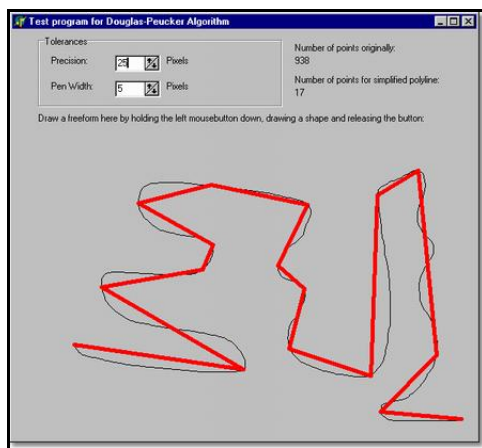 Test program for Douglas-Peucker Algorithm
Tolerances
Precision: 25 Pixels
Pen Width: 5 Pixels
Number of points originally:
938
Number of points for simplified polyline:
17
Draw a freeform here by holding the left mousebutton down, drawing a shape and releasing the button: